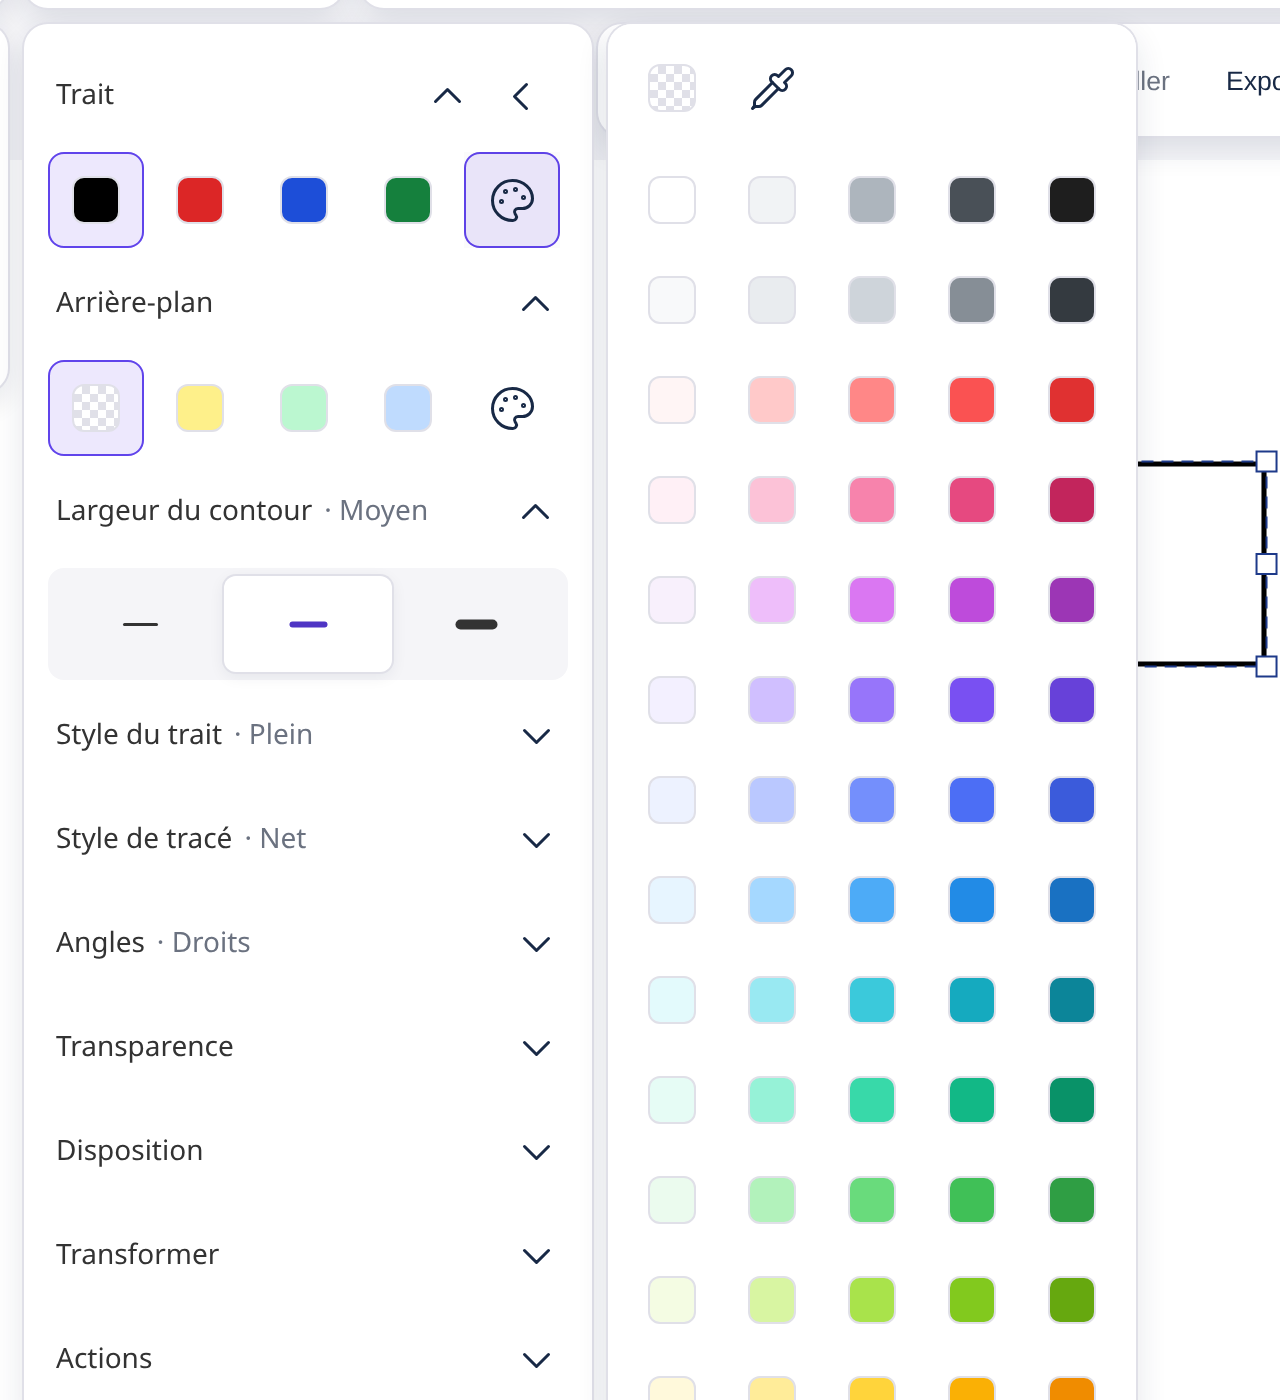 Trait
Arrière-plan
Largeur du contour · Moyen
Style du trait · Plein
Style de tracé · Net
Angles · Droits
Transparence
Disposition
Transformer
Actions